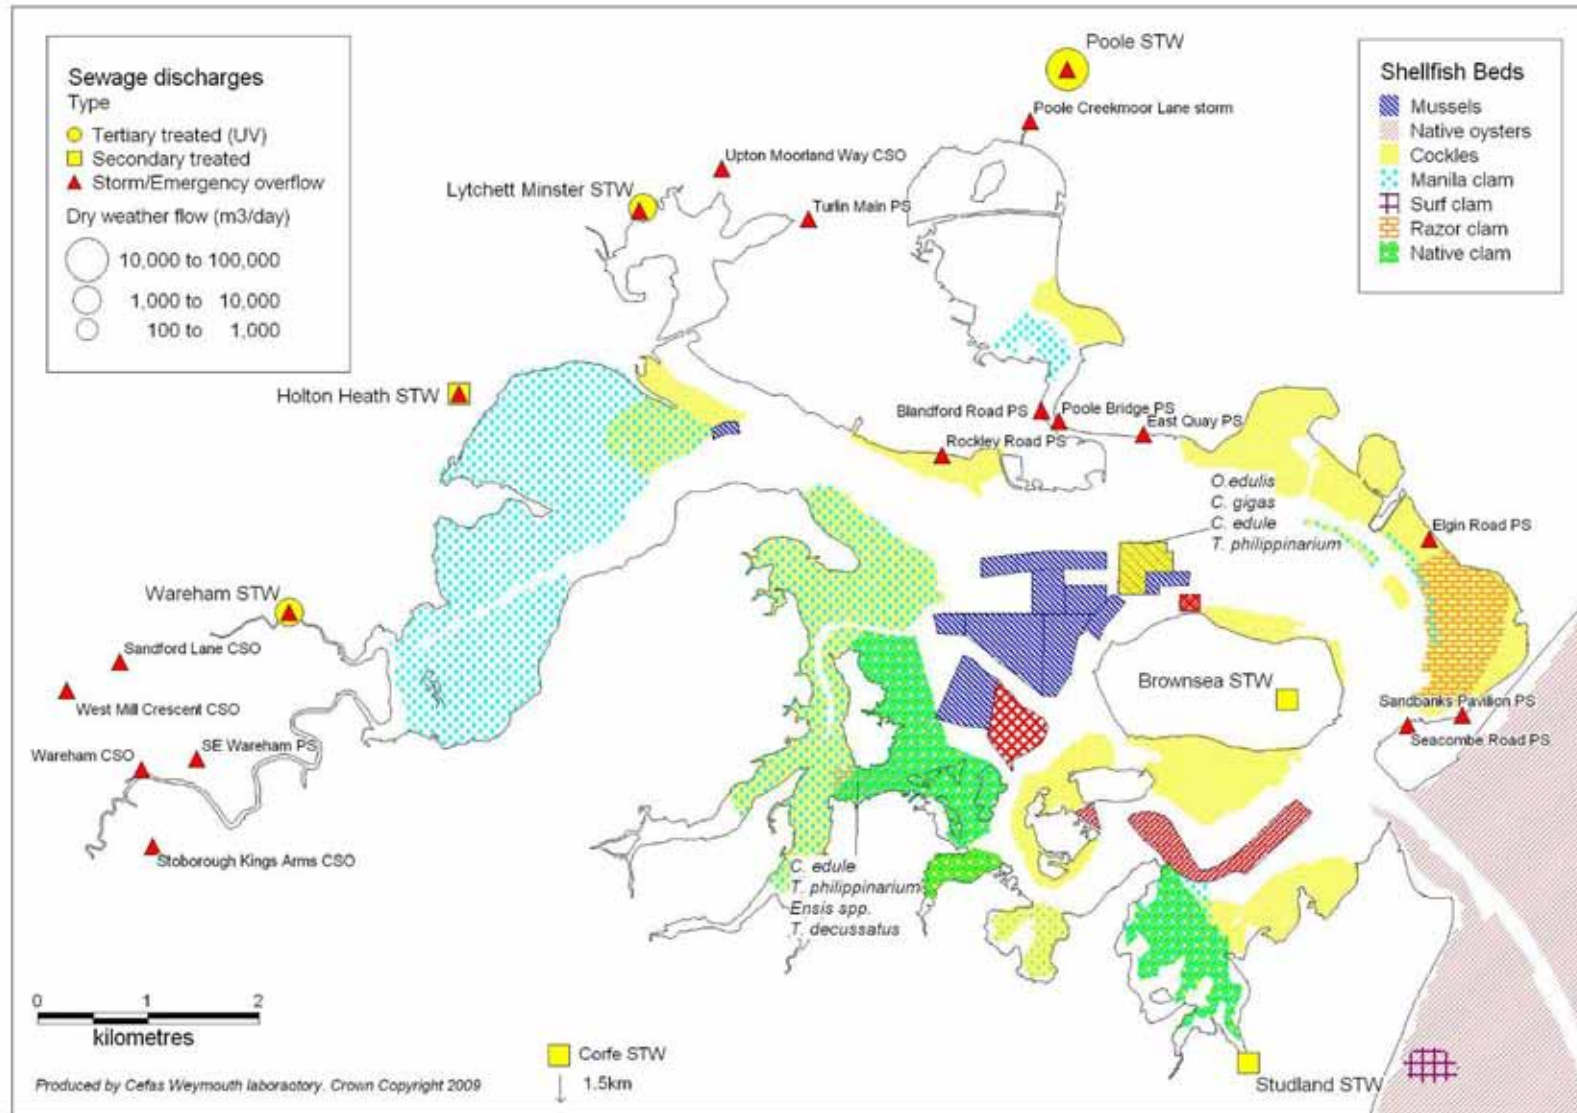 Sewage discharges
Type
Tertiary treated (UV)
Secondary treated
Storm/Emergency overflow
Dry weather flow (m3/day)
10,000 to 100,000
1,000 to 10,000
100 to 1,000
Shellfish Beds
Mussels
Native oysters
Cockles
Manila clam
Surf clam
Razor clam
Native clam
Poole STW
Poole Creekmoor Lane storm
Upton Moorland Way CSO
Lytchett Minster STW
Turlin Main PS
Holton Heath STW
Blandford Road PS
Poole Bridge PS
East Quay PS
Rockley Road PS
O.edulis
C. gigas
C. edule
T. philippinarium
Elgin Road PS
Wareham STW
Sandford Lane CSO
West Mill Crescent CSO
Brownsea STW
Sandbanks Pavilion PS
Seacombe Road PS
SE Wareham PS
Wareham CSO
Stoborough Kings Arms CSO
C. edule
T. philippinarium
Ensis spp.
T. decussatus
0 1 2
kilometres
Corfe STW
1.5km
Studland STW
Produced by Cefas Weymouth laboraotory. Crown Copyright 2009